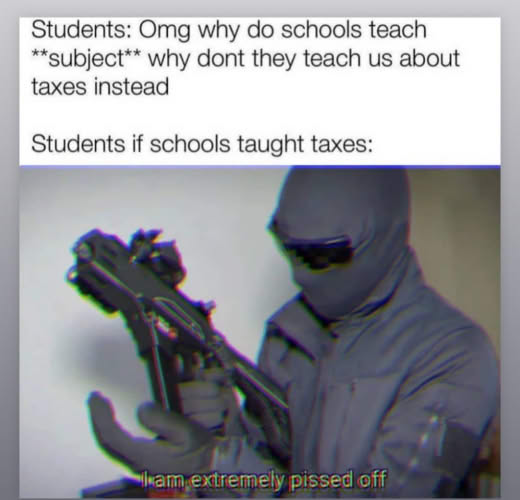 Students: Omg why do schools teach
**subject** why dont they teach us about
taxes instead
Students if schools taught taxes:
I am extremely pissed off